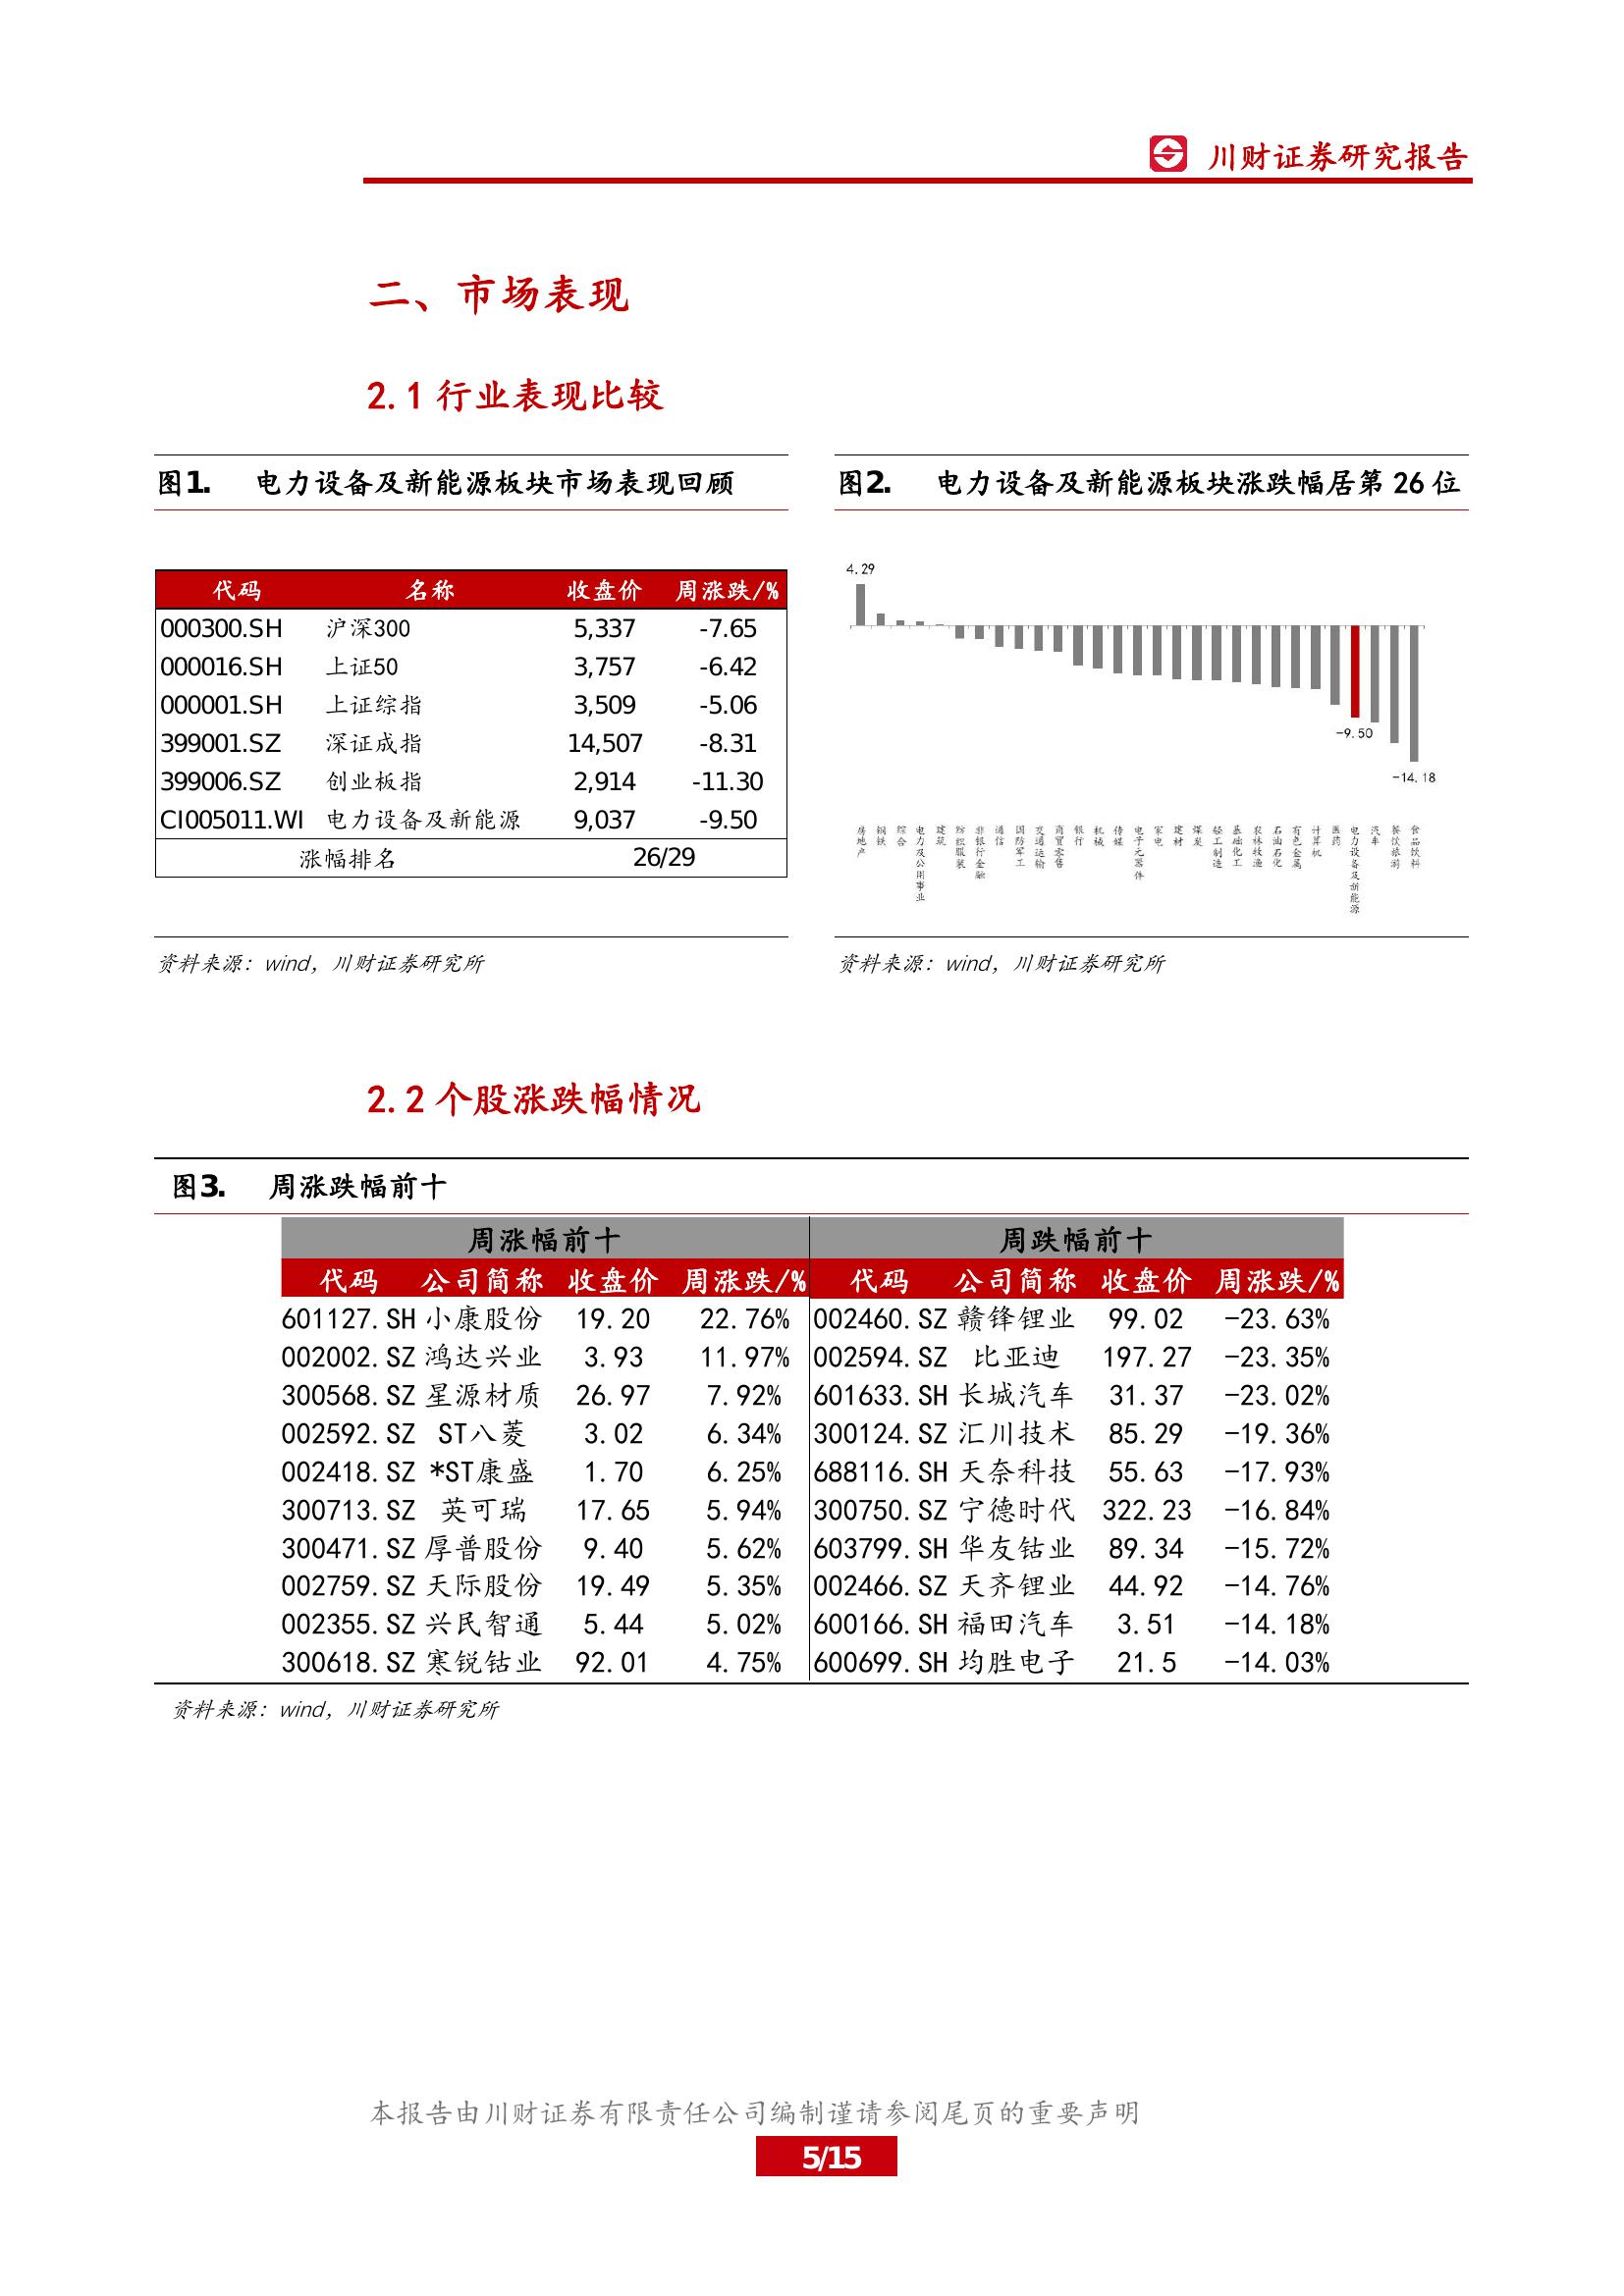 川财证券研究报告
二、市场表现
2.1 行业表现比较
图1. 电力设备及新能源板块市场表现回顾
代码 名称 收盘价 周涨跌/%
000300.SH 沪深300 5,337 -7.65
000016.SH 上证50 3,757 -6.42
000001.SH 上证综指 3,509 -5.06
399001.SZ 深证成指 14,507 -8.31
399006.SZ 创业板指 2,914 -11.30
CI005011.WI 电力设备及新能源 9,037 -9.50
涨幅排名 26/29
资料来源：wind，川财证券研究所
图2. 电力设备及新能源板块涨跌幅居第 26 位
4.29
-9.50
-14.18
房地产
钢铁
综合
电力及公用事业
建筑
纺织服装
非银行金融
通信
国防军工
交通运输
商贸零售
银行
机械
传媒
电子元器件
家电
建材
煤炭
轻工制造
基础化工
农林牧渔
石油石化
有色金属
计算机
医药
电力设备及新能源
汽车
餐饮旅游
食品饮料
资料来源：wind，川财证券研究所
2.2 个股涨跌幅情况
图3. 周涨跌幅前十
周涨幅前十 周跌幅前十
代码 公司简称 收盘价 周涨跌/% 代码 公司简称 收盘价 周涨跌/%
601127.SH 小康股份 19.20 22.76% 002460.SZ 赣锋锂业 99.02 -23.63%
002002.SZ 鸿达兴业 3.93 11.97% 002594.SZ 比亚迪 197.27 -23.35%
300568.SZ 星源材质 26.97 7.92% 601633.SH 长城汽车 31.37 -23.02%
002592.SZ ST八菱 3.02 6.34% 300124.SZ 汇川技术 85.29 -19.36%
002418.SZ *ST康盛 1.70 6.25% 688116.SH 天奈科技 55.63 -17.93%
300713.SZ 英可瑞 17.65 5.94% 300750.SZ 宁德时代 322.23 -16.84%
300471.SZ 厚普股份 9.40 5.62% 603799.SH 华友钴业 89.34 -15.72%
002759.SZ 天际股份 19.49 5.35% 002466.SZ 天齐锂业 44.92 -14.76%
002355.SZ 兴民智通 5.44 5.02% 600166.SH 福田汽车 3.51 -14.18%
300618.SZ 寒锐钴业 92.01 4.75% 600699.SH 均胜电子 21.5 -14.03%
资料来源：wind，川财证券研究所
本报告由川财证券有限责任公司编制谨请参阅尾页的重要声明
5/15